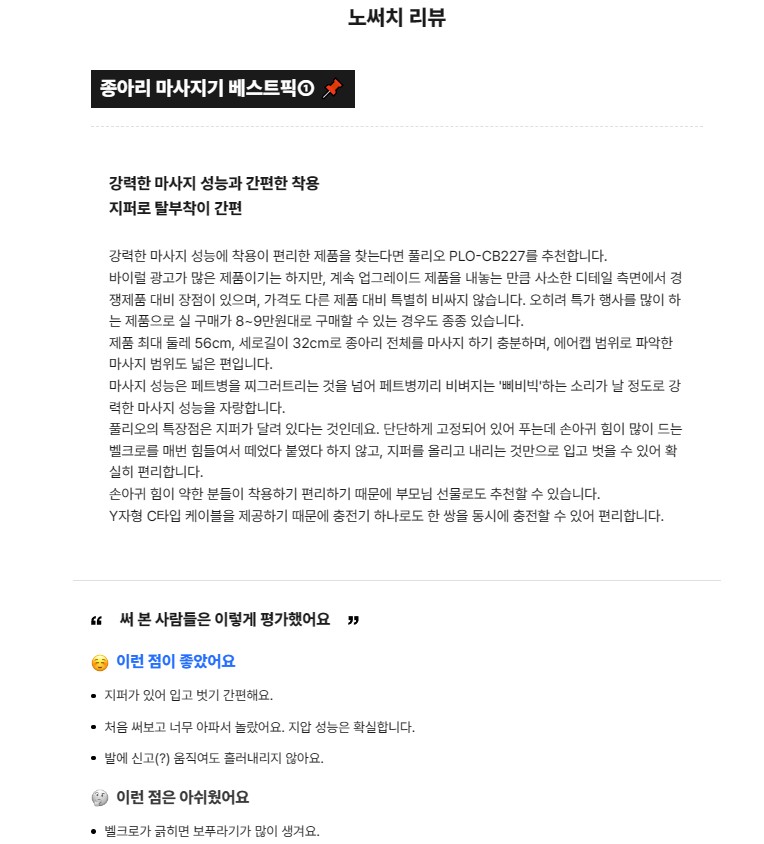 노써치 리뷰
종아리 마사지기 베스트픽① 📌
강력한 마사지 성능과 간편한 착용
지퍼로 탈부착이 간편
강력한 마사지 성능에 착용이 편리한 제품을 찾는다면 풀리오 PLO-CB227를 추천합니다.
바이럴 광고가 많은 제품이기는 하지만, 계속 업그레이드 제품을 내놓는 만큼 사소한 디테일 측면에서 경
쟁제품 대비 장점이 있으며, 가격도 다른 제품 대비 특별히 비싸지 않습니다. 오히려 특가 행사를 많이 하
는 제품으로 실 구매가 8~9만원대로 구매할 수 있는 경우도 종종 있습니다.
제품 최대 둘레 56cm, 세로길이 32cm로 종아리 전체를 마사지 하기 충분하며, 에어캡 범위로 파악한
마사지 범위도 넓은 편입니다.
마사지 성능은 페트병을 찌그러트리는 것을 넘어 페트병끼리 비벼지는 '삐비빅'하는 소리가 날 정도로 강
력한 마사지 성능을 자랑합니다.
풀리오의 특장점은 지퍼가 달려 있다는 것인데요. 단단하게 고정되어 있어 푸는데 손아귀 힘이 많이 드는
벨크로를 매번 힘들여서 떼었다 붙였다 하지 않고, 지퍼를 올리고 내리는 것만으로 입고 벗을 수 있어 확
실히 편리합니다.
손아귀 힘이 약한 분들이 착용하기 편리하기 때문에 부모님 선물로도 추천할 수 있습니다.
Y자형 C타입 케이블을 제공하기 때문에 충전기 하나로도 한 쌍을 동시에 충전할 수 있어 편리합니다.
“ 써 본 사람들은 이렇게 평가했어요 ”
☺️ 이런 점이 좋았어요
• 지퍼가 있어 입고 벗기 간편해요.
• 처음 써보고 너무 아파서 놀랐어요. 지압 성능은 확실합니다.
• 발에 신고(?) 움직여도 흘러내리지 않아요.
🤔 이런 점은 아쉬웠어요
• 벨크로가 긁히면 보푸라기가 많이 생겨요.